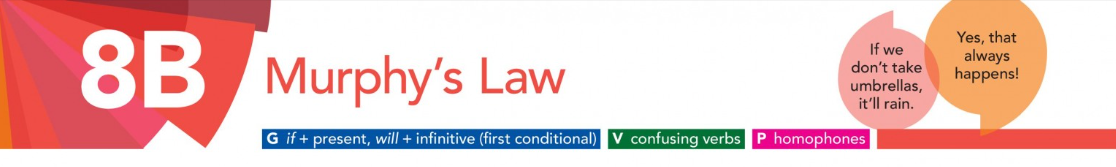 8B
Murphy's Law
If we
don't take
umbrellas,
it'll rain.
Yes, that
always
happens!
G if + present, will + infinitive (first conditional) V confusing verbs P homophones